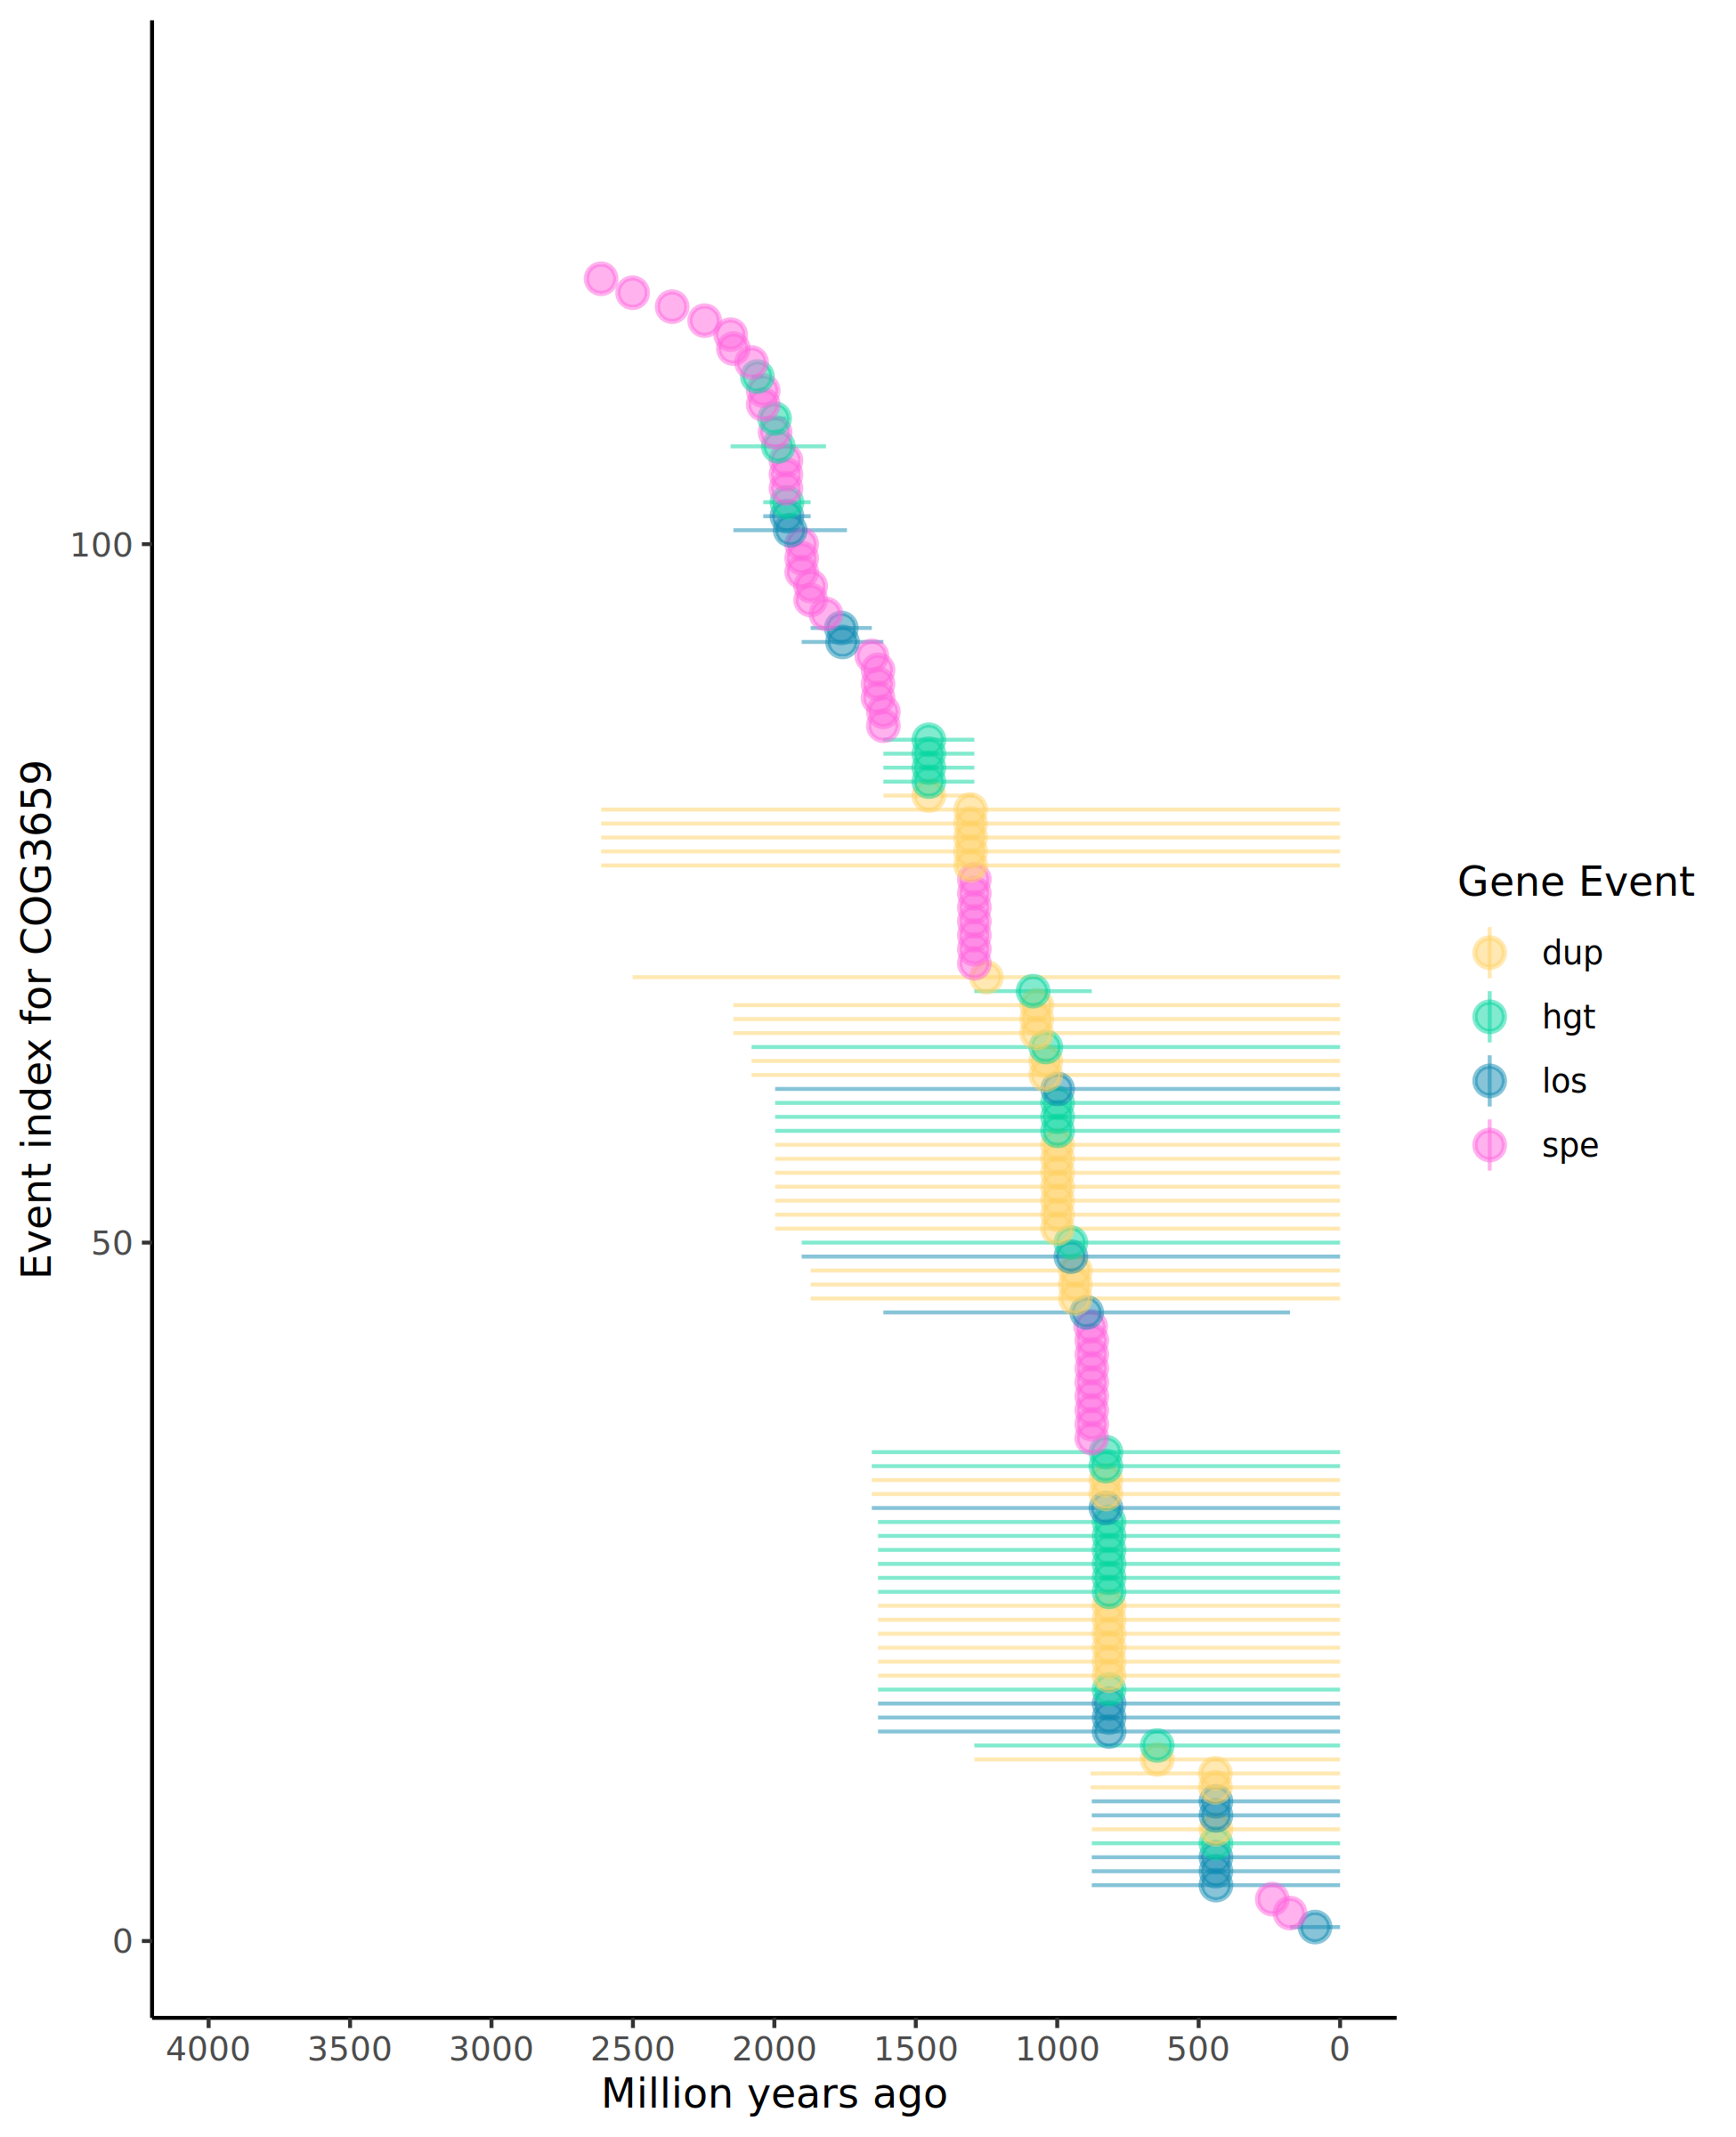 Event index for COG3659
100
50
0
4000 3500 3000 2500 2000 1500 1000 500 0
Million years ago
Gene Event
dup
hgt
los
spe